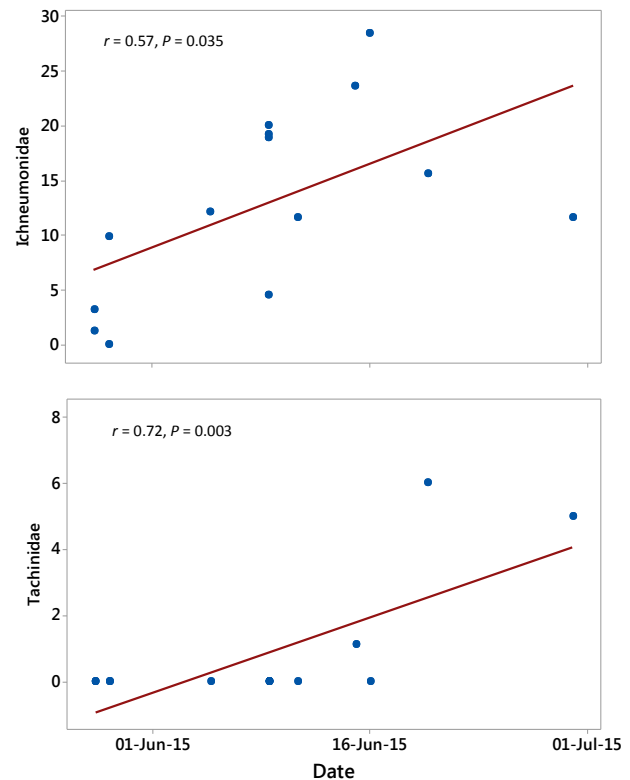 30
r = 0.57, P = 0.035
25
20
15
10
5
0
Ichneumonidae
8
r = 0.72, P = 0.003
6
4
2
0
Tachinidae
01-Jun-15 16-Jun-15 01-Jul-15
Date